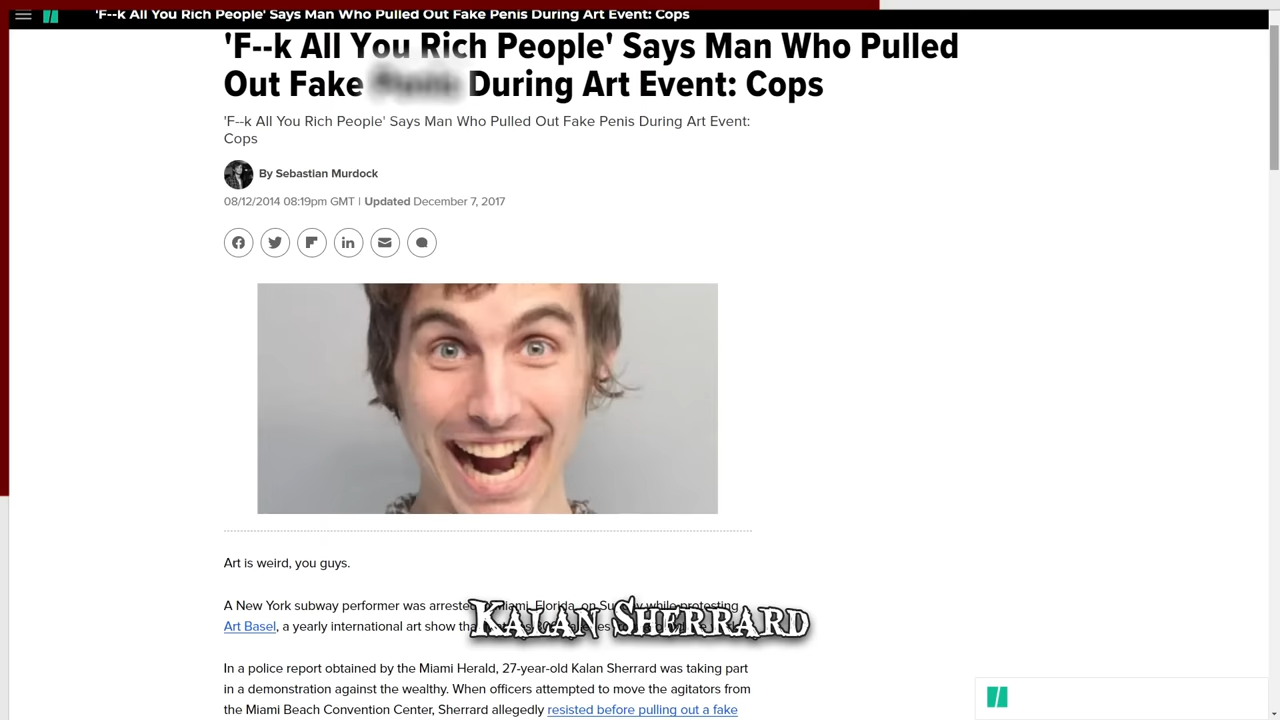 'F--k All You Rich People' Says Man Who Pulled Out Fake Penis During Art Event: Cops
'F--k All You Rich People' Says Man Who Pulled
Out Fake During Art Event: Cops
'F--k All You Rich People' Says Man Who Pulled Out Fake Penis During Art Event:
Cops
By Sebastian Murdock
08/12/2014 08:19pm GMT | Updated December 7, 2017
Art is weird, you guys.
A New York subway performer was arrested Miami, Florida, on while protesting
Art Basel, a yearly international art show
Kalan Sherrard
In a police report obtained by the Miami Herald, 27-year-old Kalan Sherrard was taking part
in a demonstration against the wealthy. When officers attempted to move the agitators from
the Miami Beach Convention Center, Sherrard allegedly resisted before pulling out a fake